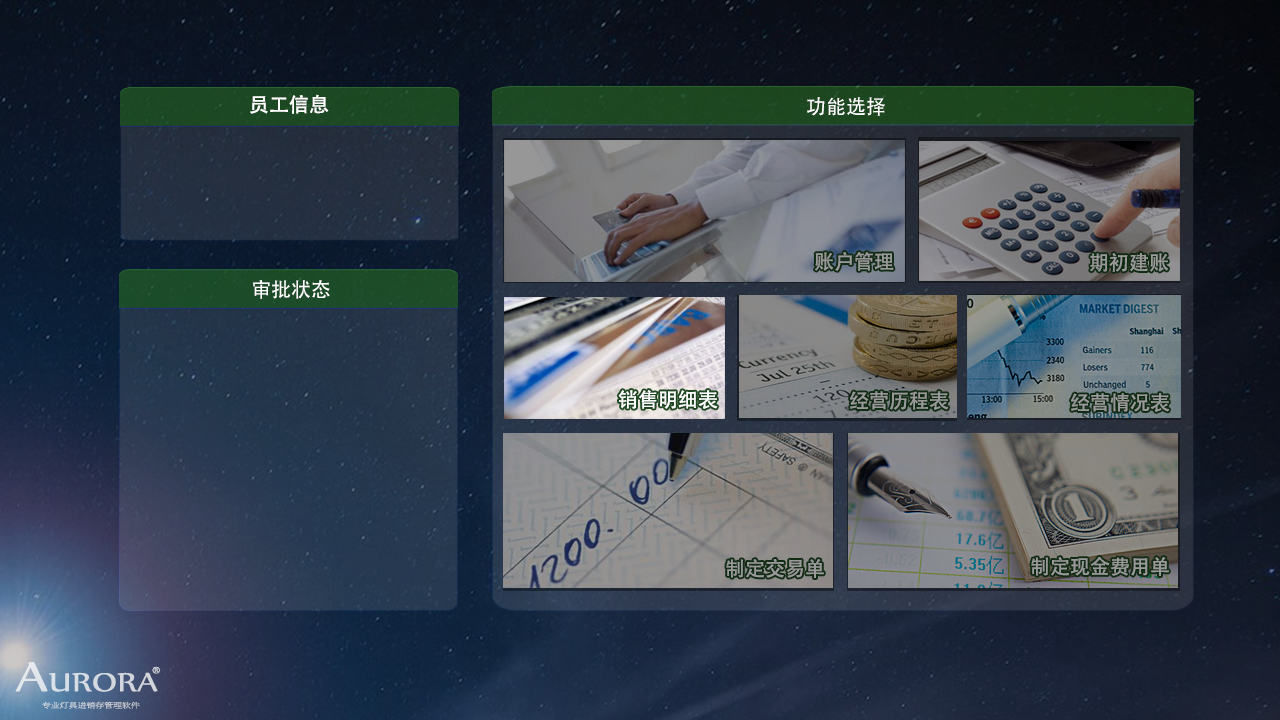 员工信息
审批状态
功能选择
账户管理
期初建账
销售明细表
Currency
Jul 25th
经营历程表
MARKET DIGEST
Shanghai
3300
2340
3180
Gainers 116
Losers 774
Unchanged 5
13:00 15:00
经营情况表
1200.00
SAFETY
制定交易单
17.6亿
5.35亿
制定现金费用单
AURORA®
专业灯具进销存管理软件